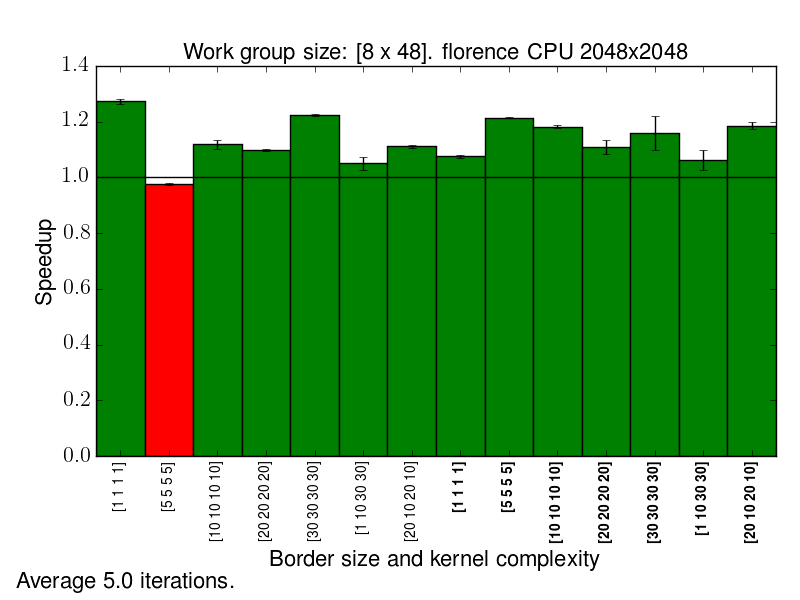 Work group size: [8 x 48]. florence CPU 2048x2048
1.4
1.2
1.0
0.8
0.6
0.4
0.2
0.0
Speedup
[1 1 1 1]
[5 5 5 5]
[10 10 10 10]
[20 20 20 20]
[30 30 30 30]
[1 10 30 30]
[20 10 20 10]
[1 1 1 1]
[5 5 5 5]
[10 10 10 10]
[20 20 20 20]
[30 30 30 30]
[1 10 30 30]
[20 10 20 10]
Border size and kernel complexity
Average 5.0 iterations.